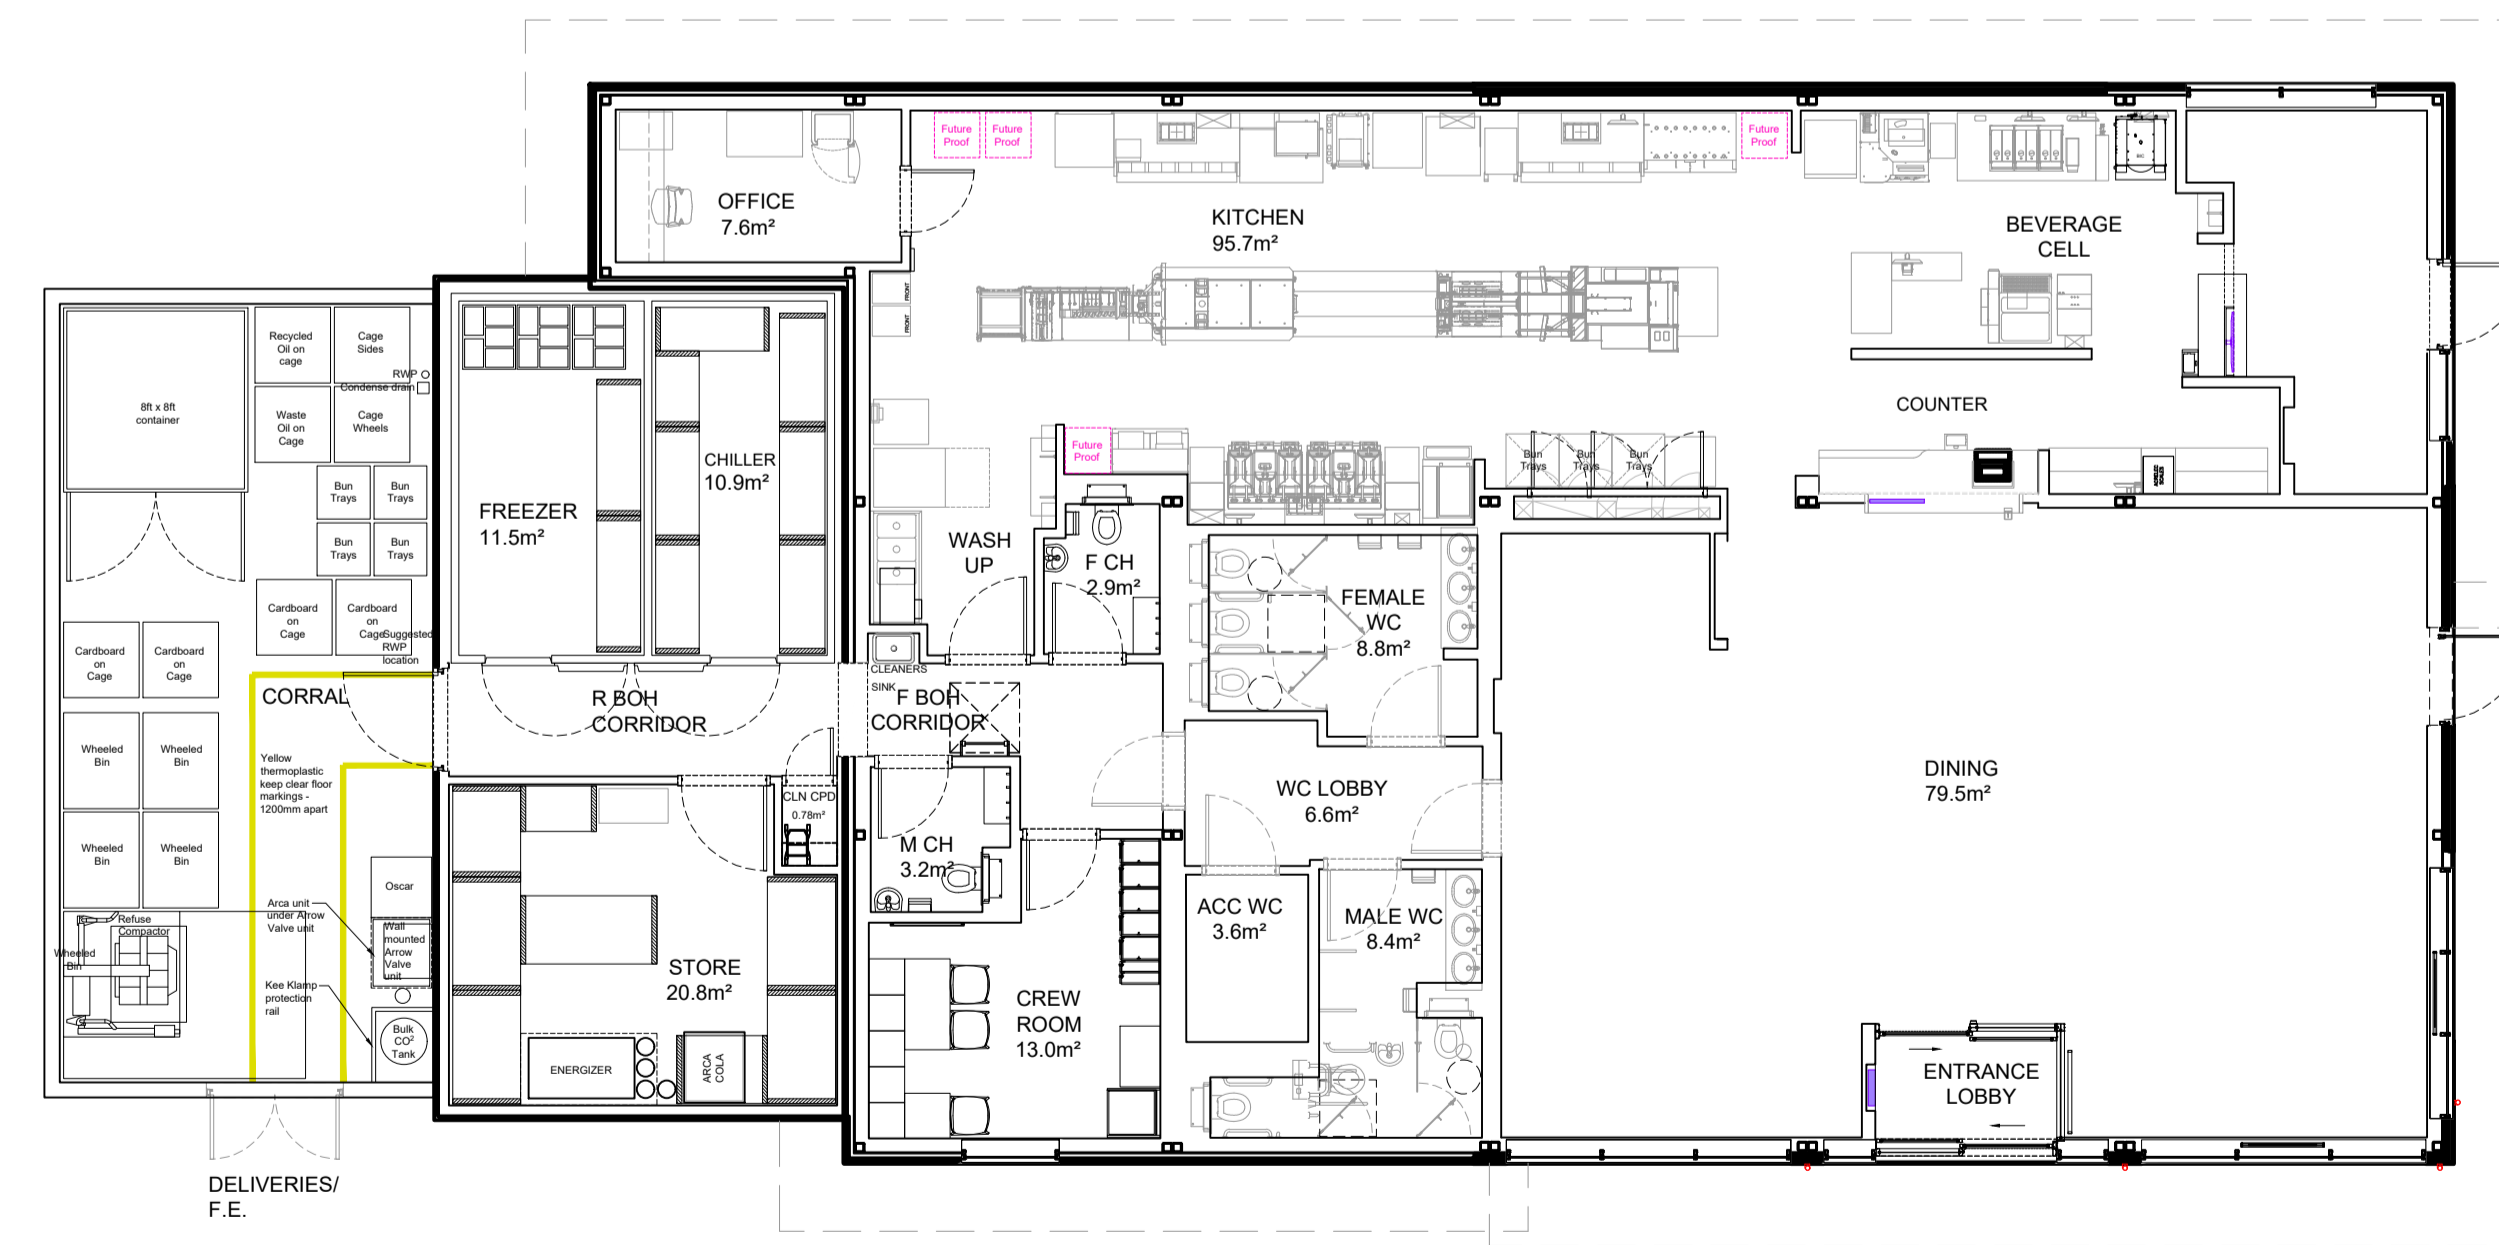 Future
Proof
Future
Proof
Future
Proof
OFFICE
7.6m²
KITCHEN
95.7m²
BEVERAGE
CELL
FRONT
FRONT
Recycled
Oil on
cage
Cage
Sides
RWP
Condense drain
8ft x 8ft
container
Waste
Oil on
Cage
Cage
Wheels
COUNTER
Future
Proof
Bun
Trays
Bun
Trays
Bun
Trays
CHILLER
10.9m²
Bun
Trays
Bun
Trays
FREEZER
11.5m²
Bun
Trays
Bun
Trays
WASH
UP
F CH
2.9m²
FEMALE
WC
8.8m²
Cardboard
on
Cage
Cardboard
on
Cage
Suggested
RWP
location
Cardboard
on
Cage
Cardboard
on
Cage
CORRAL
R BOH
CORRIDOR
CLEANERS
SINK
F BOH
CORRIDOR
Wheeled
Bin
Wheeled
Bin
Yellow
thermoplastic
keep clear floor
markings -
1200mm apart
CLN CPD
0.78m²
WC LOBBY
6.6m²
DINING
79.5m²
Wheeled
Bin
Wheeled
Bin
M CH
3.2m²
Oscar
Arca unit
under Arrow
Valve unit
Wall
mounted
Arrow
Valve
unit
Refuse
Compactor
Wheeled
Bin
ACC WC
3.6m²
MALE WC
8.4m²
STORE
20.8m²
Kee Klamp
protection
rail
CREW
ROOM
13.0m²
Bulk
CO²
Tank
ENERGIZER
ARCA
COLA
ENTRANCE
LOBBY
DELIVERIES/
F.E.